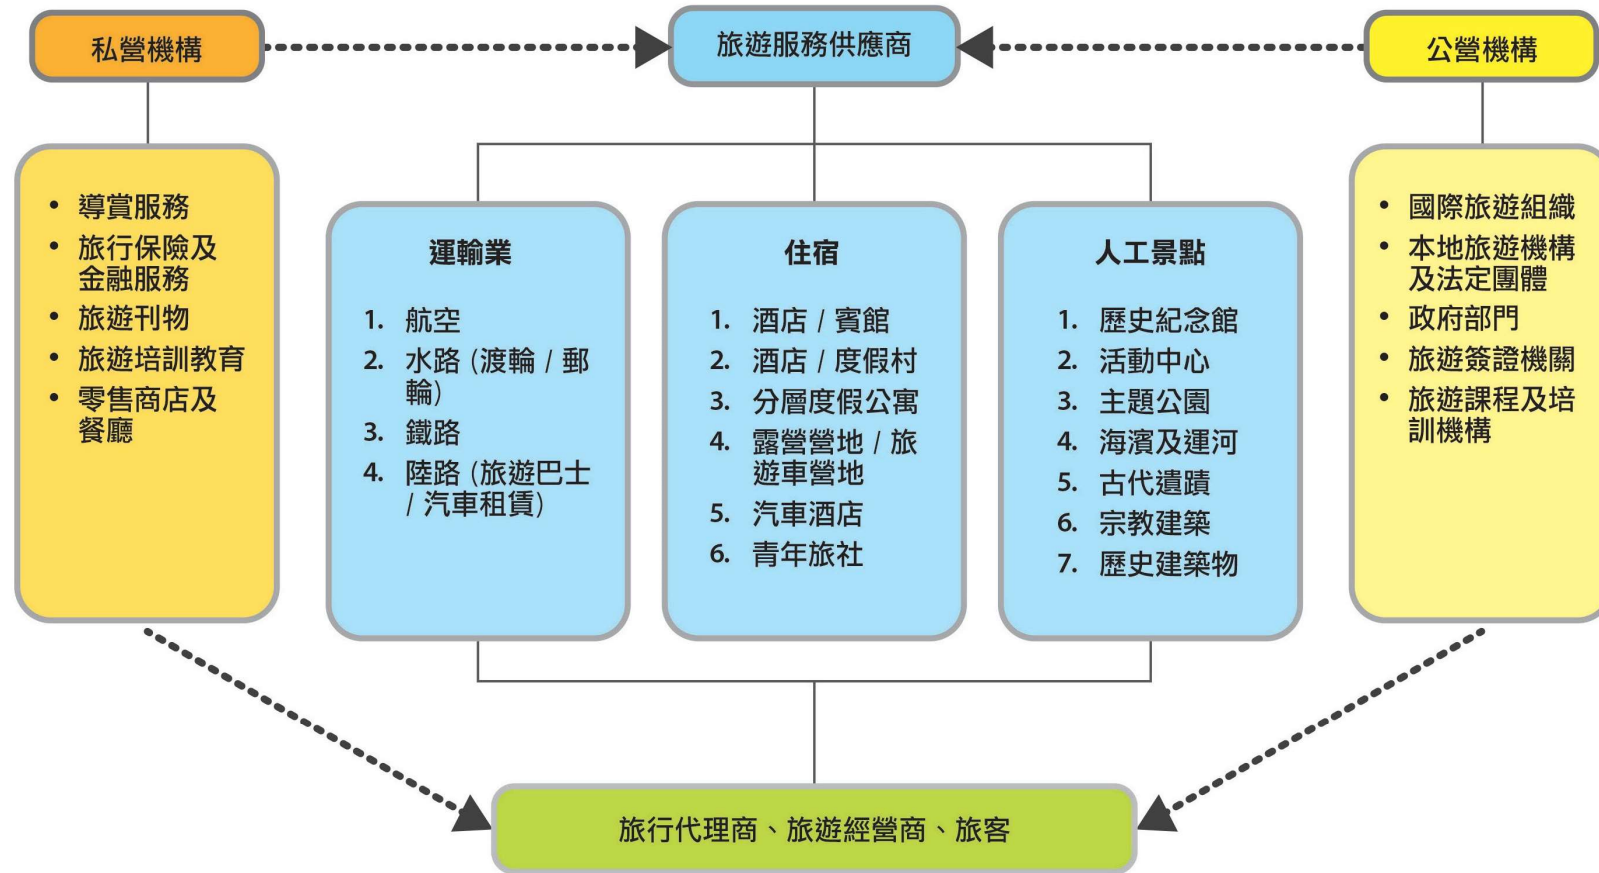 私營機構
旅遊服務供應商
公營機構
• 導賞服務
• 旅行保險及
金融服務
• 旅遊刊物
• 旅遊培訓教育
• 零售商店及
餐廳
運輸業
1. 航空
2. 水路 (渡輪 / 郵
輪)
3. 鐵路
4. 陸路 (旅遊巴士
/ 汽車租賃)
住宿
1. 酒店 / 賓館
2. 酒店 / 度假村
3. 分層度假公寓
4. 露營營地 / 旅
遊車營地
5. 汽車酒店
6. 青年旅社
人工景點
1. 歷史紀念館
2. 活動中心
3. 主題公園
4. 海濱及運河
5. 古代遺蹟
6. 宗教建築
7. 歷史建築物
• 國際旅遊組織
• 本地旅遊機構
及法定團體
• 政府部門
• 旅遊簽證機關
• 旅遊課程及培
訓機構
旅行代理商、旅遊經營商、旅客